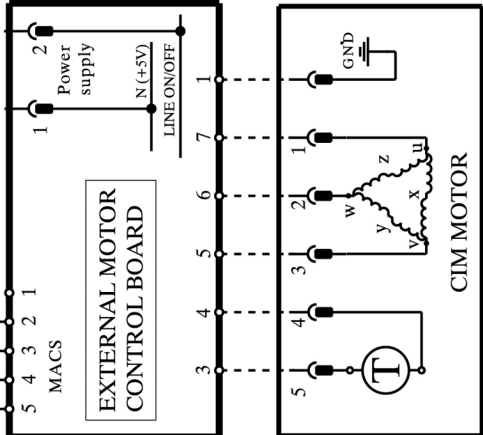 2
1
Power
supply
N (+5V)
LINE ON/OFF
5 4 3 2 1
MACS
EXTERNAL MOTOR
CONTROL BOARD
3 4 5 6 7 1
5 4 3 2 1
GND
T
w
u
v
z
y
x
CIM MOTOR